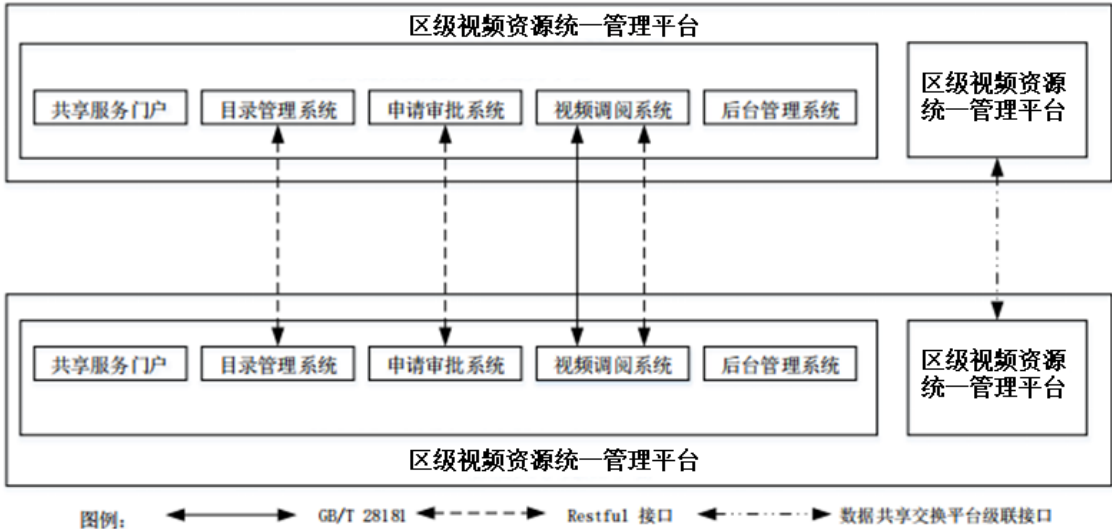 区级视频资源统一管理平台
共享服务门户 目录管理系统 申请审批系统 视频调阅系统 后台管理系统
区级视频资源
统一管理平台
共享服务门户 目录管理系统 申请审批系统 视频调阅系统 后台管理系统
区级视频资源
统一管理平台
区级视频资源统一管理平台
图例： GB/T 28181 Restful 接口 数据共享交换平台级联接口